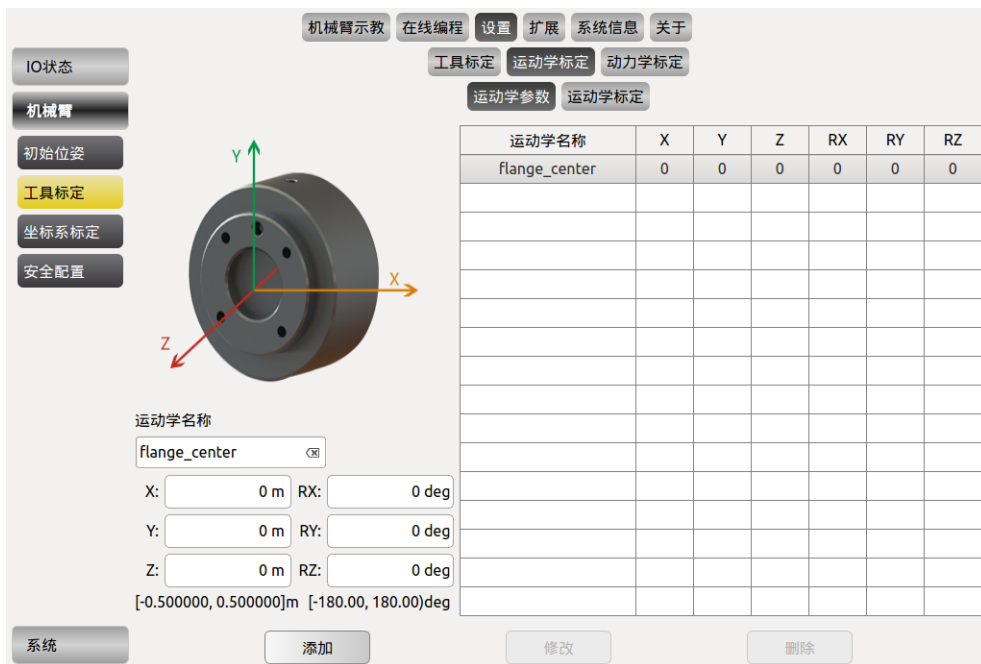 机械臂示教 在线编程 设置 扩展 系统信息 关于
IO状态 工具标定 运动学标定 动力学标定
机械臂 运动学参数 运动学标定
初始位姿
工具标定
坐标系标定
安全配置
Y
X
Z
运动学名称 X Y Z RX RY RZ
flange_center 0 0 0 0 0 0
运动学名称
flange_center
X: 0 m RX: 0 deg
Y: 0 m RY: 0 deg
Z: 0 m RZ: 0 deg
[-0.500000, 0.500000]m [-180.00, 180.00)deg
系统 添加 修改 删除